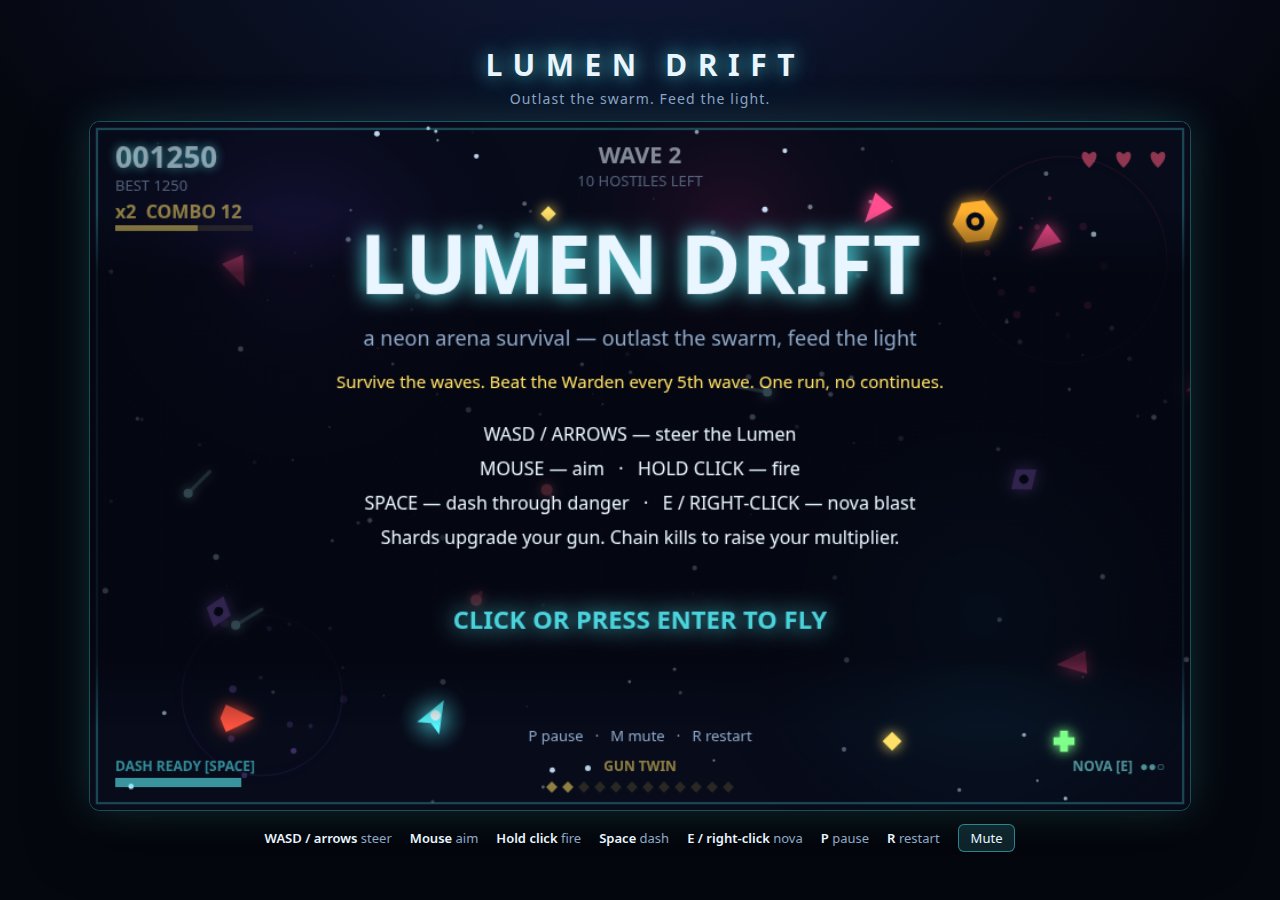 LUMEN DRIFT
Outlast the swarm. Feed the light.
001250
BEST 1250
x2 COMBO 12
WAVE 2
10 HOSTILES LEFT
LUMEN DRIFT
a neon arena survival — outlast the swarm, feed the light
Survive the waves. Beat the Warden every 5th wave. One run, no continues.
WASD / ARROWS — steer the Lumen
MOUSE — aim · HOLD CLICK — fire
SPACE — dash through danger · E / RIGHT-CLICK — nova blast
Shards upgrade your gun. Chain kills to raise your multiplier.
CLICK OR PRESS ENTER TO FLY
P pause · M mute · R restart
DASH READY [SPACE]
GUN TWIN
NOVA [E] ●●○
WASD / arrows steer Mouse aim Hold click fire Space dash E / right-click nova P pause R restart Mute